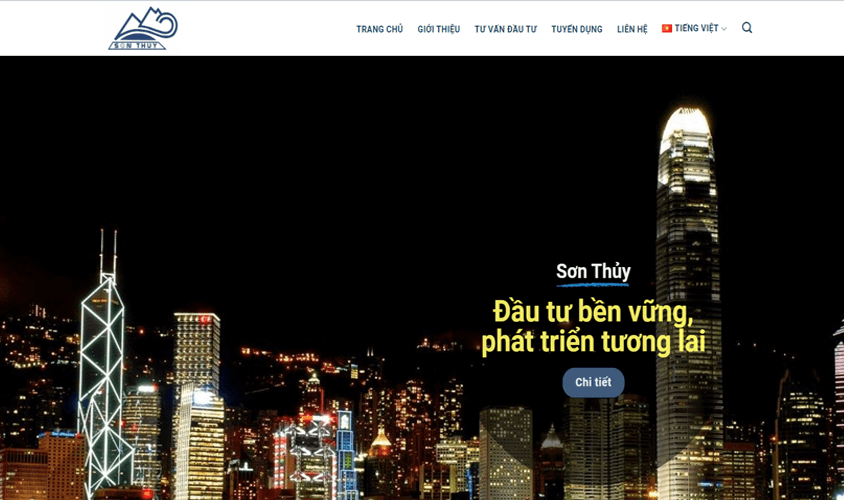 SƠN THỦY
TRANG CHỦ GIỚI THIỆU TƯ VẤN ĐẦU TƯ TUYỂN DỤNG LIÊN HỆ TIẾNG VIỆT
Sơn Thủy
Đầu tư bền vững,
phát triển tương lai
Chi tiết